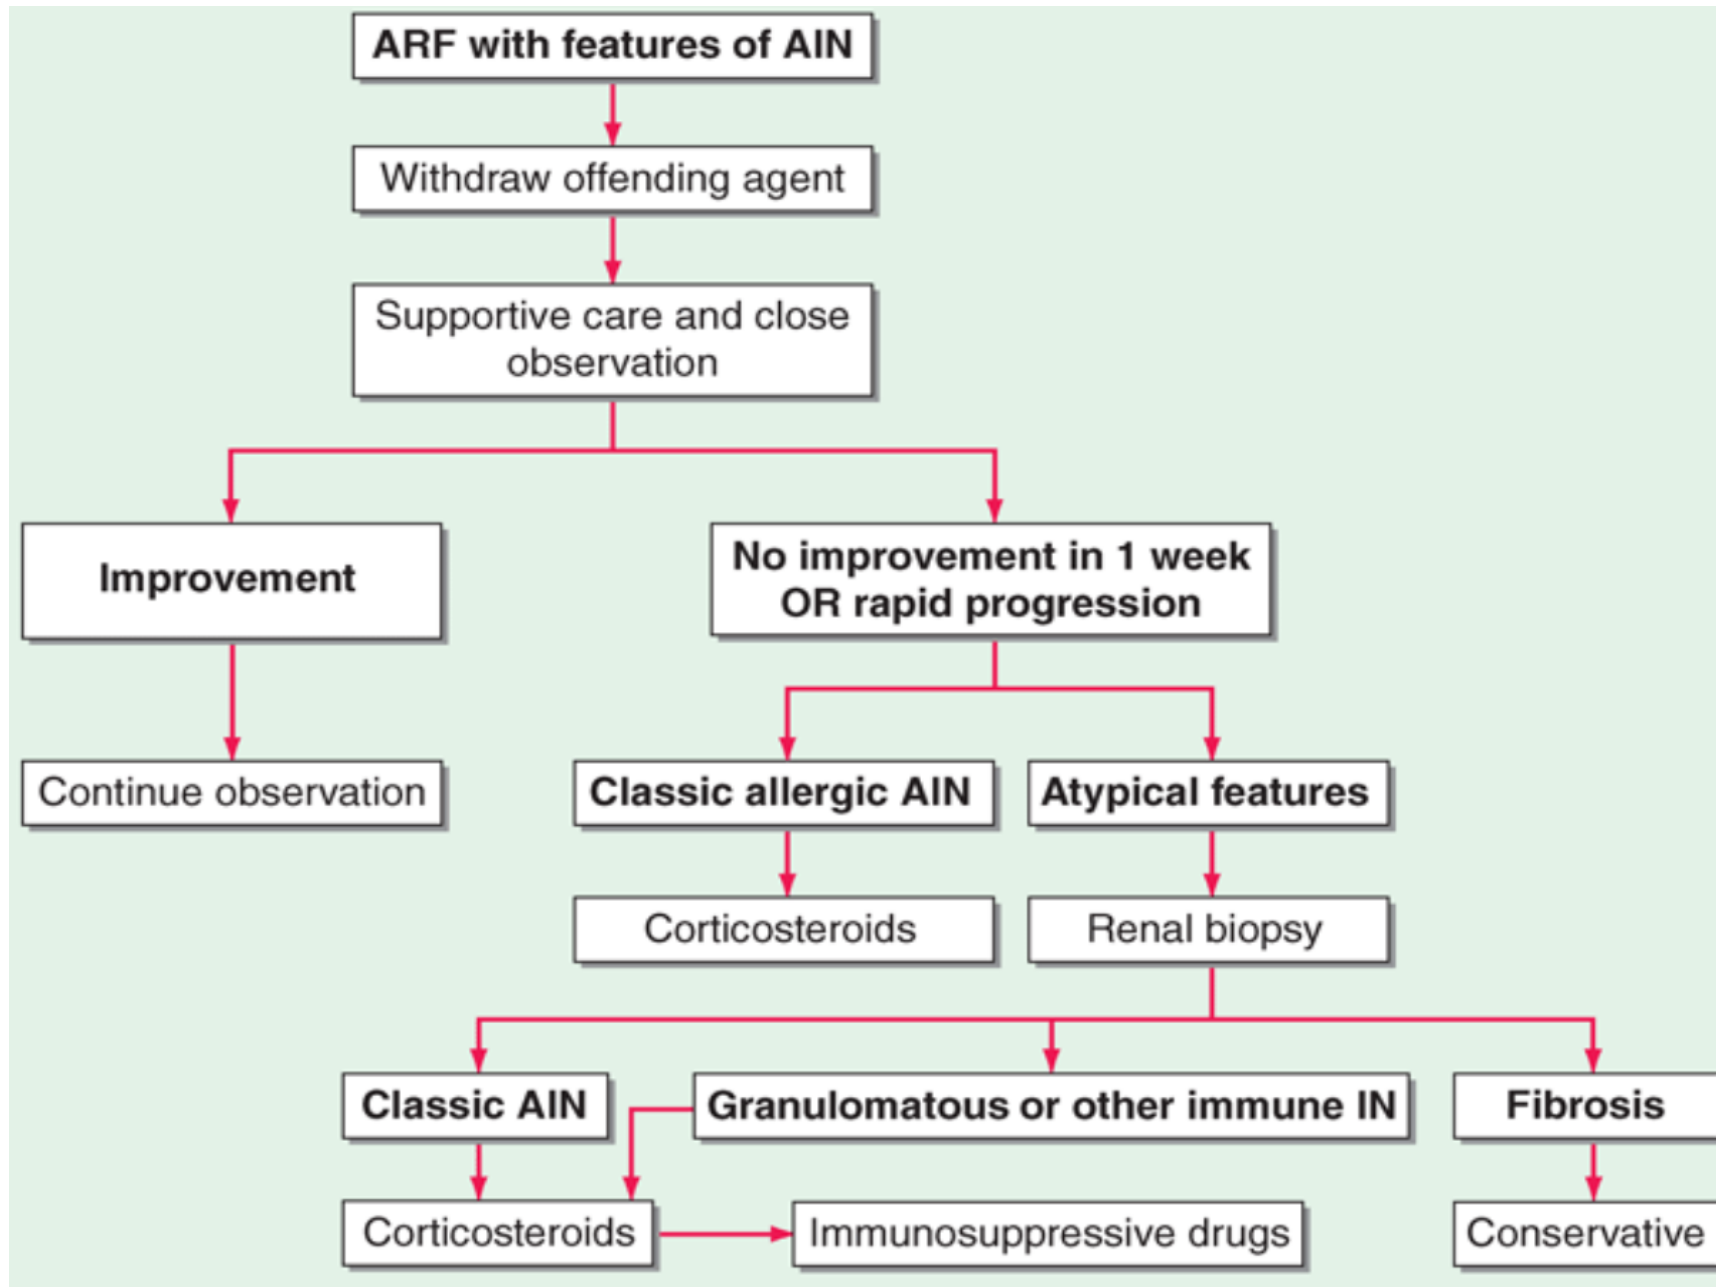 ARF with features of AIN
Withdraw offending agent
Supportive care and close
observation
Improvement
No improvement in 1 week
OR rapid progression
Continue observation
Classic allergic AIN
Atypical features
Corticosteroids
Renal biopsy
Classic AIN
Granulomatous or other immune IN
Fibrosis
Corticosteroids
Immunosuppressive drugs
Conservative